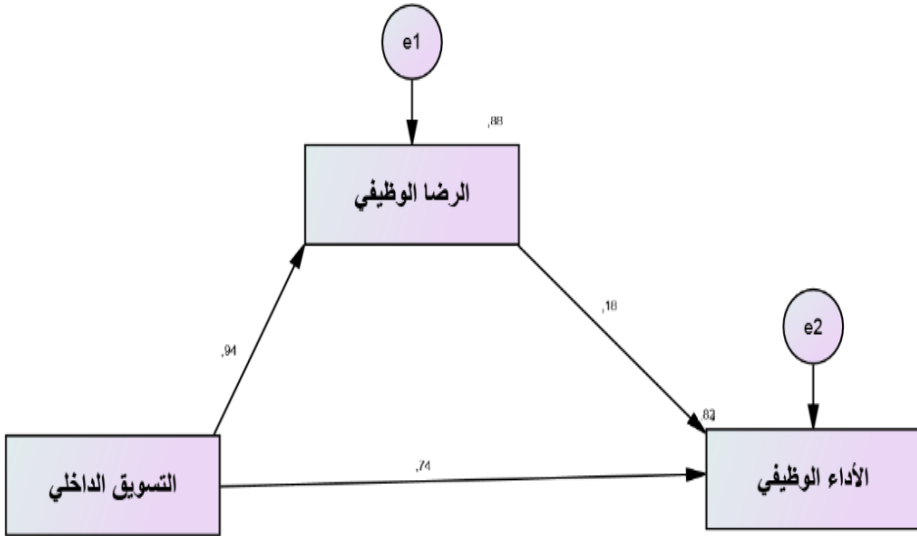 e1
,88
الرضا الوظيفي
,18
e2
,94
,82
,74
التسويق الداخلي
الأداء الوظيفي